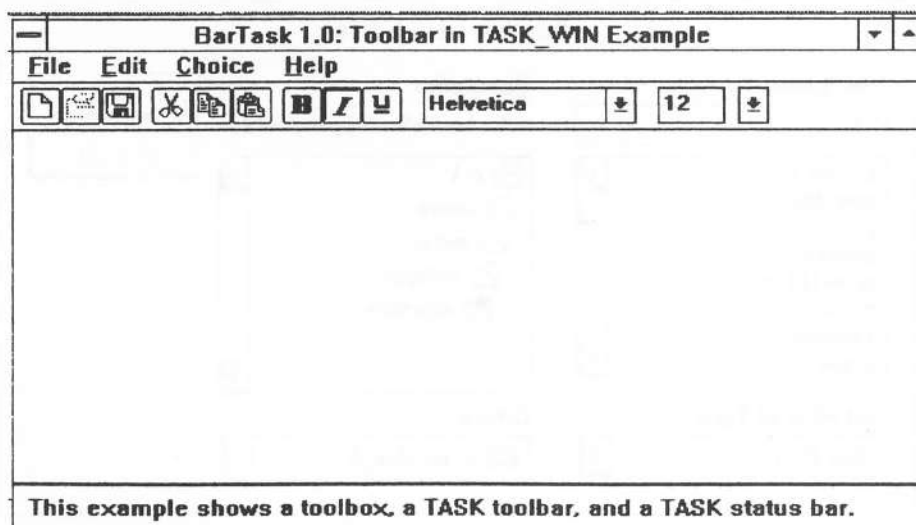 BarTask 1.0: Toolbar in TASK_WIN Example
File Edit Choice Help
B I U Helvetica 12
This example shows a toolbox, a TASK toolbar, and a TASK status bar.